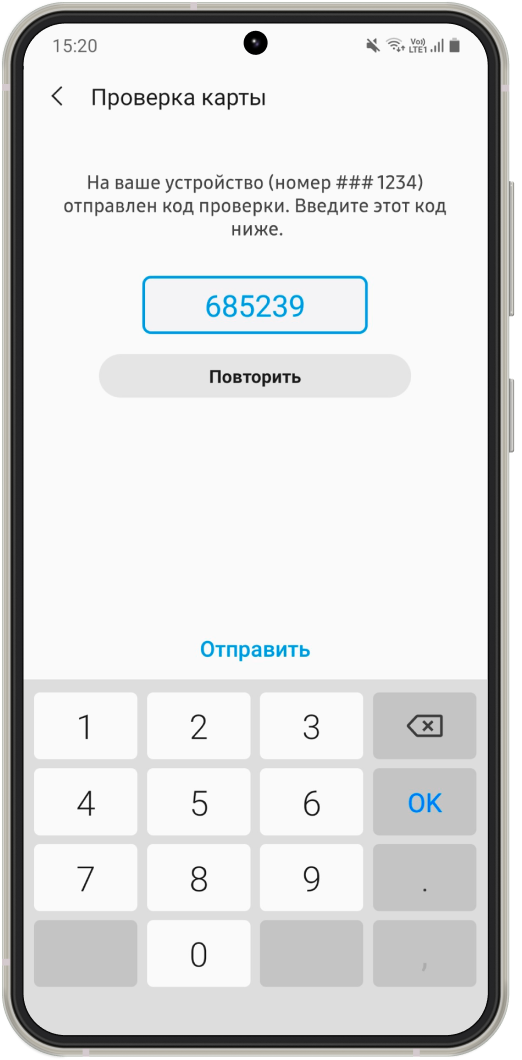 15:20
Vo)) LTE1
Проверка карты
На ваше устройство (номер ### 1234)
отправлен код проверки. Введите этот код
ниже.
685239
Повторить
Отправить
1 2 3
4 5 6 OK
7 8 9 .
0 ,